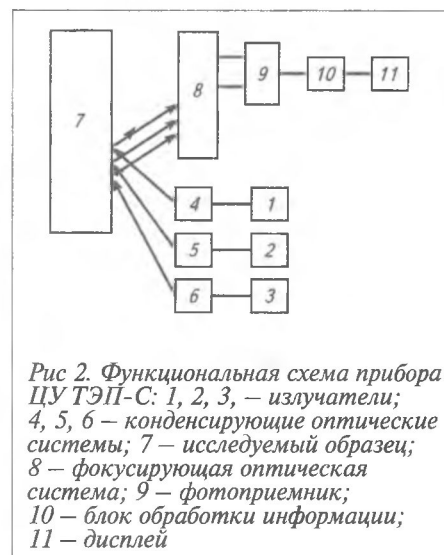 7
8
9
10
11
4
1
5
2
6
3
Рис 2. Функциональная схема прибора
ЦУ ТЭП-С: 1, 2, 3, — излучатели;
4, 5, 6 — конденсирующие оптические
системы; 7 — исследуемый образец;
8 — фокусирующая оптическая
система; 9 — фотоприемник;
10 — блок обработки информации;
11 — дисплей